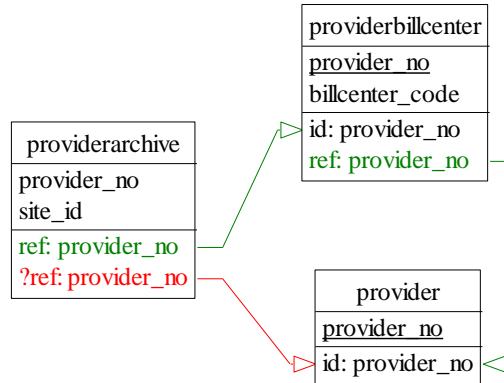 providerbillcenter
provider_no
billcenter_code
id: provider_no
ref: provider_no
providerarchive
provider_no
site_id
ref: provider_no
?ref: provider_no
provider
provider_no
id: provider_no